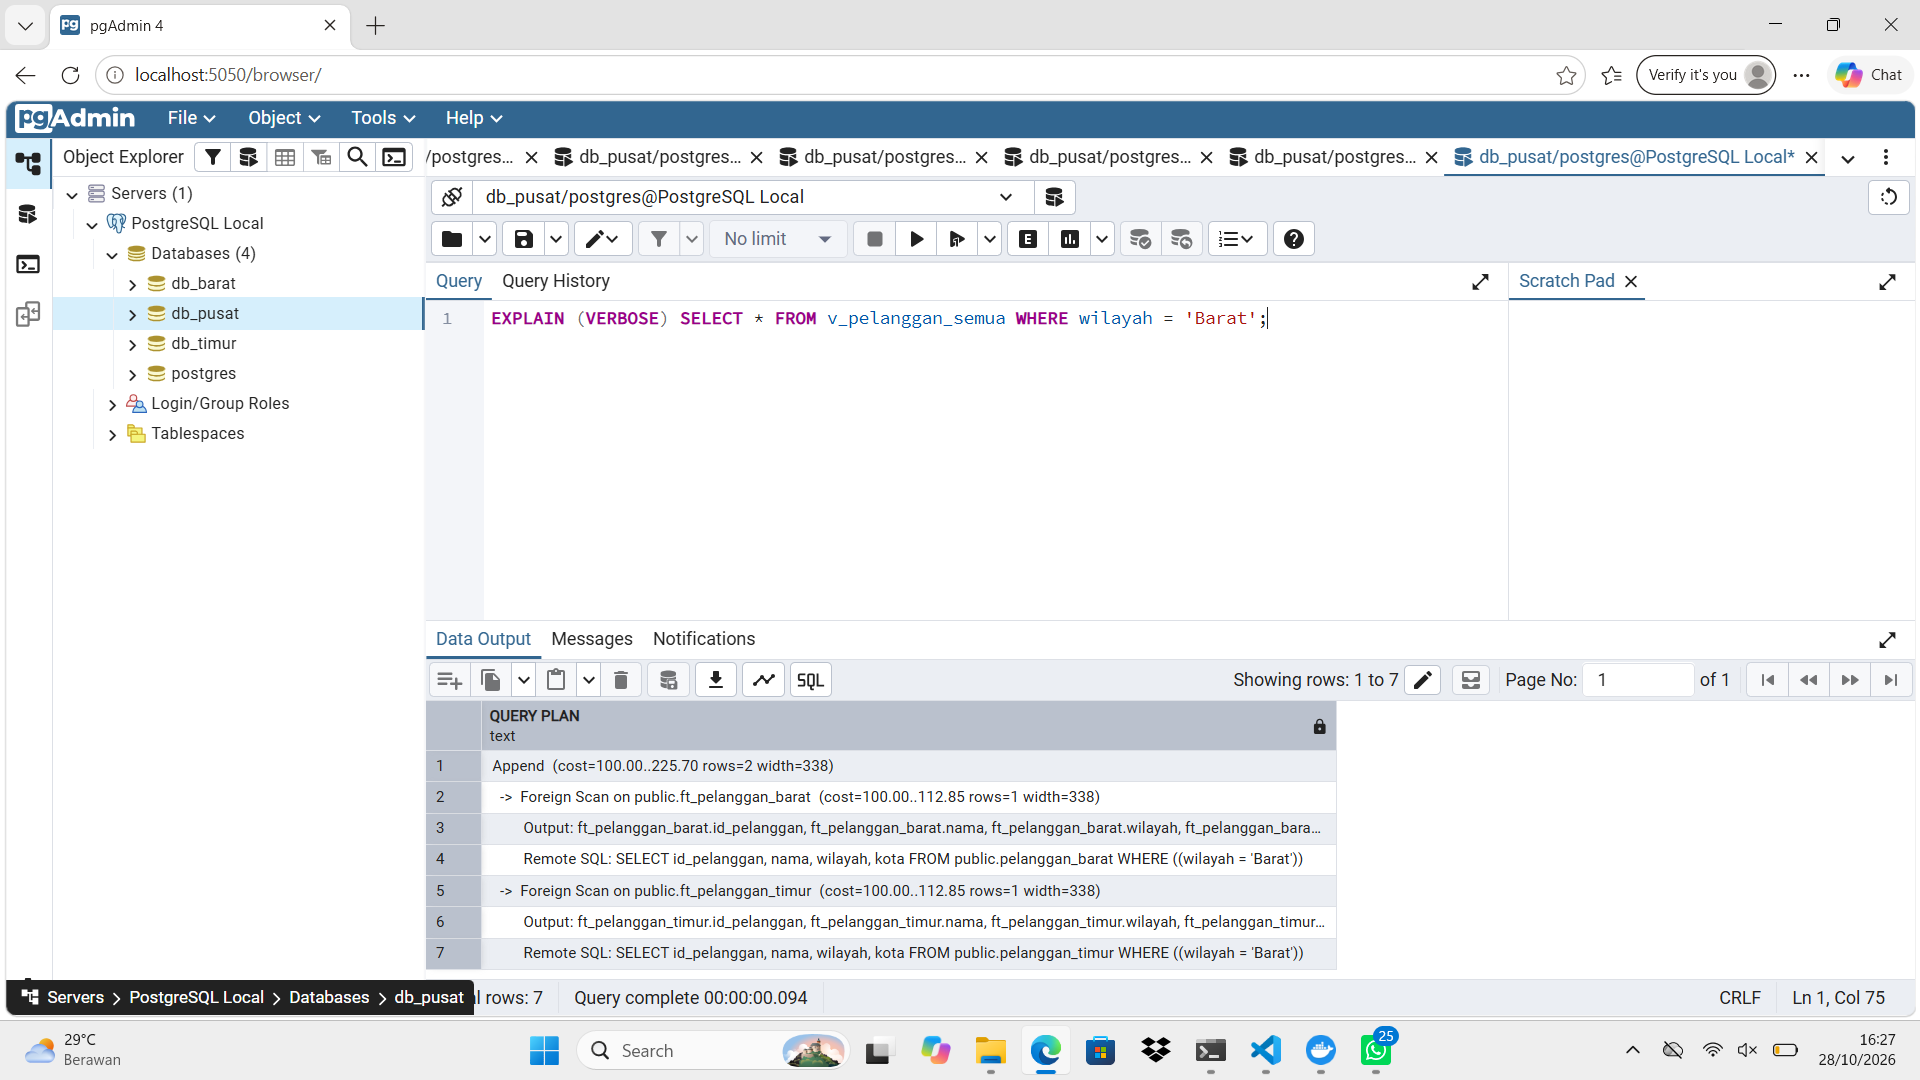 pgAdmin 4
localhost:5050/browser/
Verify it's you
Chat
pgAdmin
File
Object
Tools
Help
Object Explorer
/postgres...
db_pusat/postgres...
db_pusat/postgres...
db_pusat/postgres...
db_pusat/postgres...
db_pusat/postgres@PostgreSQL Local*
Servers (1)
PostgreSQL Local
Databases (4)
db_barat
db_pusat
db_timur
postgres
Login/Group Roles
Tablespaces
db_pusat/postgres@PostgreSQL Local
No limit
E
Query
Query History
Scratch Pad
1
EXPLAIN (VERBOSE) SELECT * FROM v_pelanggan_semua WHERE wilayah = 'Barat';
Data Output
Messages
Notifications
SQL
Showing rows: 1 to 7
Page No:
1
of 1
QUERY PLAN
text
1 Append (cost=100.00..225.70 rows=2 width=338)
2 -> Foreign Scan on public.ft_pelanggan_barat (cost=100.00..112.85 rows=1 width=338)
3 Output: ft_pelanggan_barat.id_pelanggan, ft_pelanggan_barat.nama, ft_pelanggan_barat.wilayah, ft_pelanggan_bara...
4 Remote SQL: SELECT id_pelanggan, nama, wilayah, kota FROM public.pelanggan_barat WHERE ((wilayah = 'Barat'))
5 -> Foreign Scan on public.ft_pelanggan_timur (cost=100.00..112.85 rows=1 width=338)
6 Output: ft_pelanggan_timur.id_pelanggan, ft_pelanggan_timur.nama, ft_pelanggan_timur.wilayah, ft_pelanggan_timur...
7 Remote SQL: SELECT id_pelanggan, nama, wilayah, kota FROM public.pelanggan_timur WHERE ((wilayah = 'Barat'))
Servers > PostgreSQL Local > Databases > db_pusat
l rows: 7
Query complete 00:00:00.094
CRLF
Ln 1, Col 75
29°C
Berawan
Search
25
16:27
28/10/2026